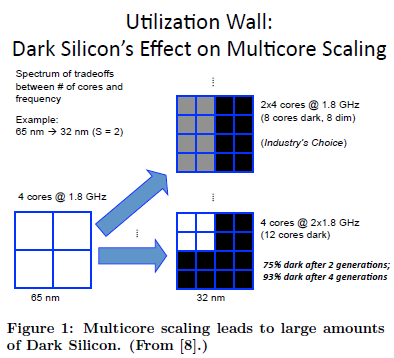 Utilization Wall:
Dark Silicon's Effect on Multicore Scaling
Spectrum of tradeoffs
between # of cores and
frequency
Example:
65 nm → 32 nm (S = 2)
4 cores @ 1.8 GHz
65 nm
...
2x4 cores @ 1.8 GHz
(8 cores dark, 8 dim)
(Industry's Choice)
...
...
4 cores @ 2x1.8 GHz
(12 cores dark)
75% dark after 2 generations;
93% dark after 4 generations
32 nm
Figure 1: Multicore scaling leads to large amounts
of Dark Silicon. (From [8].)